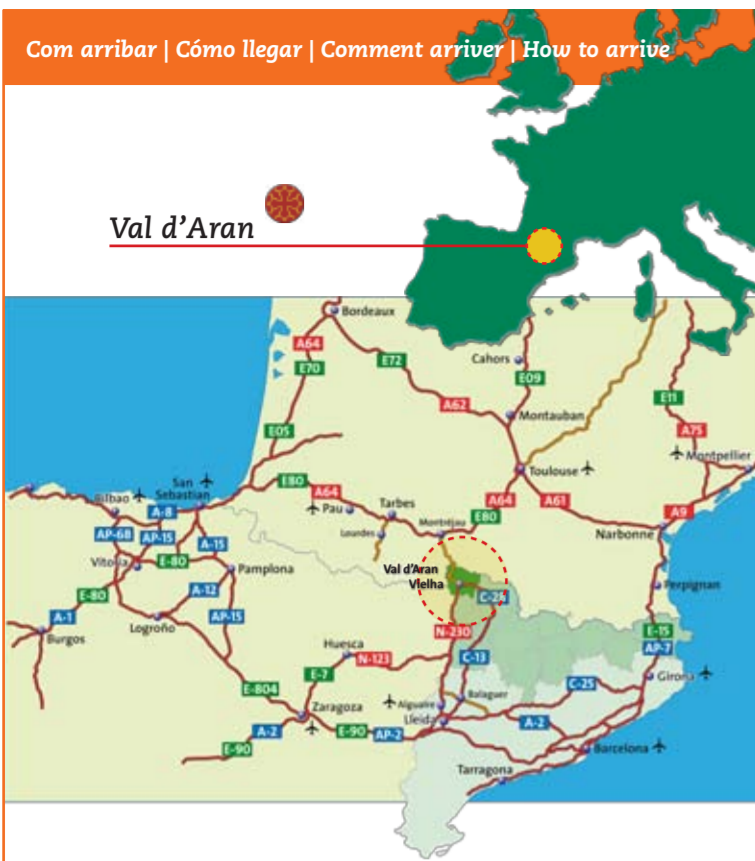 Com arribar | Cómo llegar | Comment arriver | How to arrive
Val d'Aran
Bordeaux
A64
E70
E72
Cahors
E09
A62
Montauban
E11
A75
Montpellier
E05
Toulouse
E80
A64
Pau
Tarbes
Lourdes
Montréjau
E80
A64
A61
A9
Narbonne
San
Sebastian
Bilbao
A-8
AP-68
AP-15
A-15
Vitoria
E-80
Pamplona
E-80
A-12
AP-15
A-1
Burgos
Logroño
Val d'Aran
Vielha
C-28
Perpignan
N-230
E-15
AP-7
Huesca
N-123
C-13
E-7
Girona
E-804
Balaguer
C-25
Zaragoza
Alguaire
Lleida
A-2
E-90
AP-2
A-2
E-90
Barcelona
Tarragona